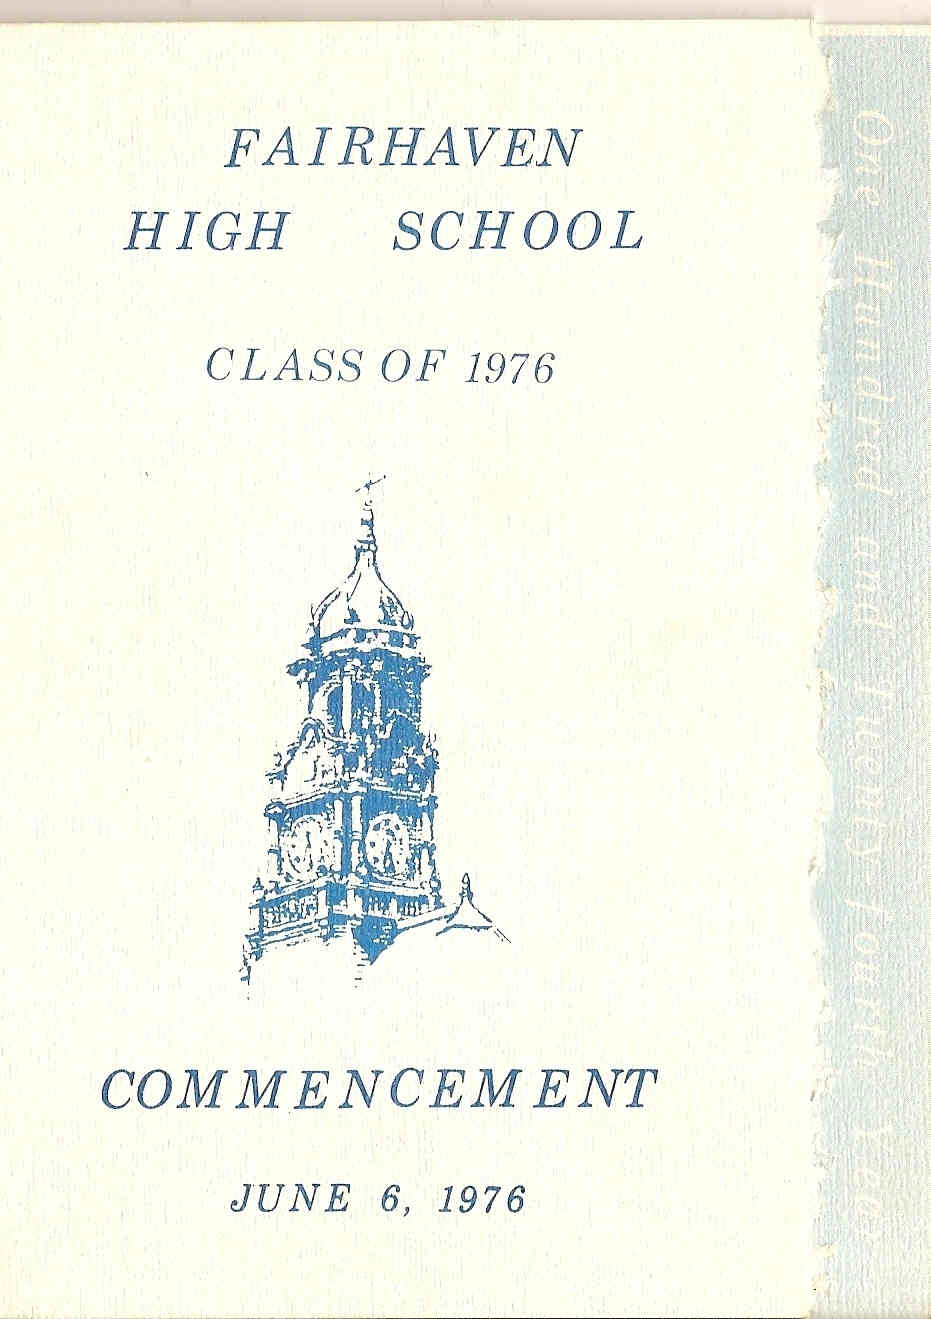 FAIRHAVEN
HIGH SCHOOL
CLASS OF 1976
COMMENCEMENT
JUNE 6, 1976
One Hundred and Twenty-fourth Year